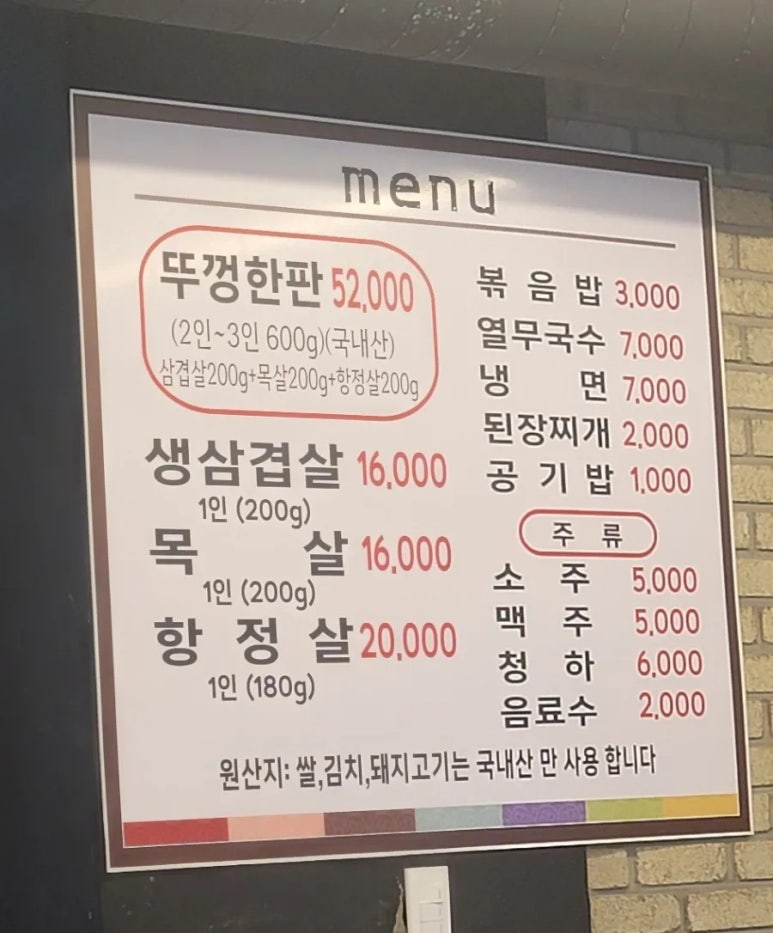 menu
뚜껑한판 52,000
(2인~3인 600g)(국내산)
삼겹살200g+목살200g+항정살200g
생삼겹살 16,000
1인 (200g)
목 살 16,000
1인 (200g)
항 정 살 20,000
1인 (180g)
볶 음 밥 3,000
열무국수 7,000
냉 면 7,000
된장찌개 2,000
공 기 밥 1,000
주 류
소 주 5,000
맥 주 5,000
청 하 6,000
음료수 2,000
원산지: 쌀,김치,돼지고기는 국내산 만 사용 합니다